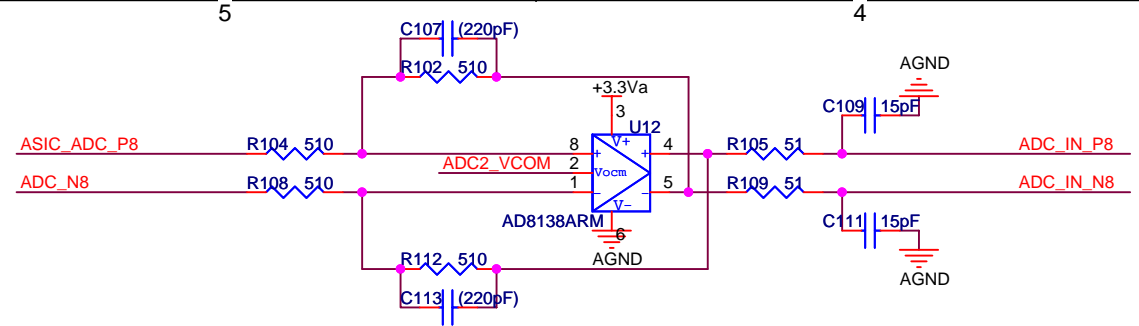 5
4
C107
(220pF)
R102
510
+3.3Va
3
AGND
C109
15pF
U12
V+
ASIC_ADC_P8
R104
510
8
+
+
4
R105
51
ADC_IN_P8
ADC2_VCOM
2
Vocm
ADC_N8
R108
510
1
-
-
5
R109
51
ADC_IN_N8
V-
AD8138ARM
6
AGND
C111
15pF
R112
510
AGND
C113
(220pF)